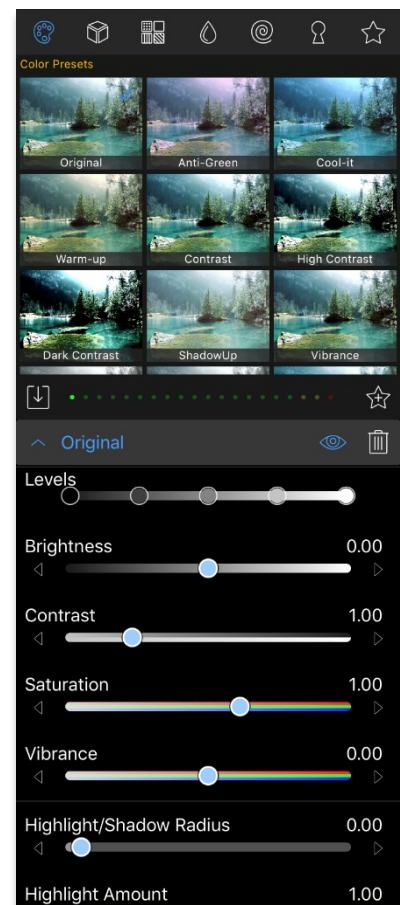 Color Presets
Original
Anti-Green
Cool-it
Warm-up
Contrast
High Contrast
Dark Contrast
ShadowUp
Vibrance
Original
Levels
Brightness 0.00
Contrast 1.00
Saturation 1.00
Vibrance 0.00
Highlight/Shadow Radius 0.00
Highlight Amount 1.00